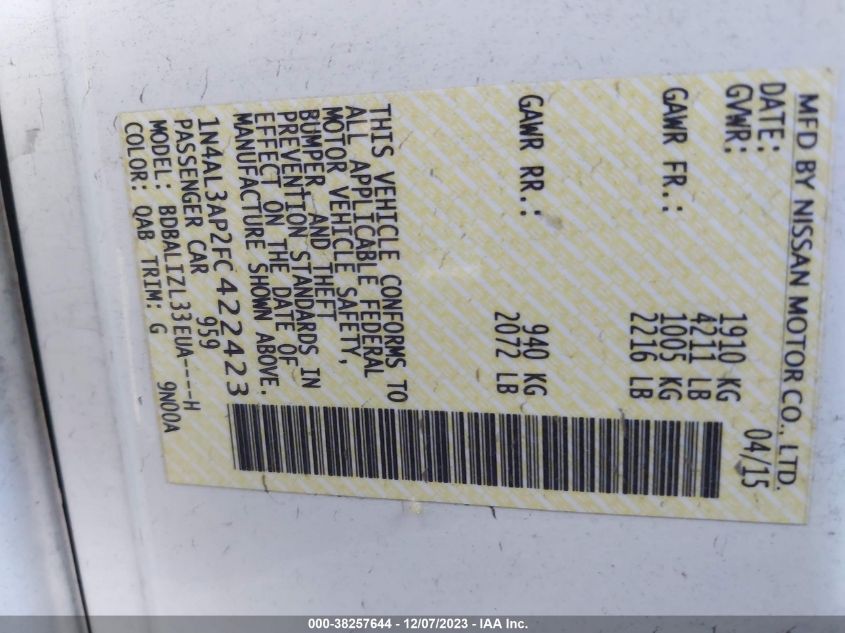 MFD BY NISSAN MOTOR CO., LTD.
DATE: 04/15
GVWR: 1910 KG
4211 LB
GAWR FR.: 1005 KG
2216 LB
GAWR RR.: 940 KG
2072 LB
THIS VEHICLE CONFORMS TO
ALL APPLICABLE FEDERAL
MOTOR VEHICLE SAFETY,
BUMPER, AND THEFT
PREVENTION STANDARDS IN
EFFECT ON THE DATE OF
MANUFACTURE SHOWN ABOVE.
1N4AL3AP2FC422423
PASSENGER CAR 959
MODEL: BDBALIZL33EUA----H
COLOR: QAB TRIM: G 9N00A
000-38257644 - 12/07/2023 - IAA Inc.